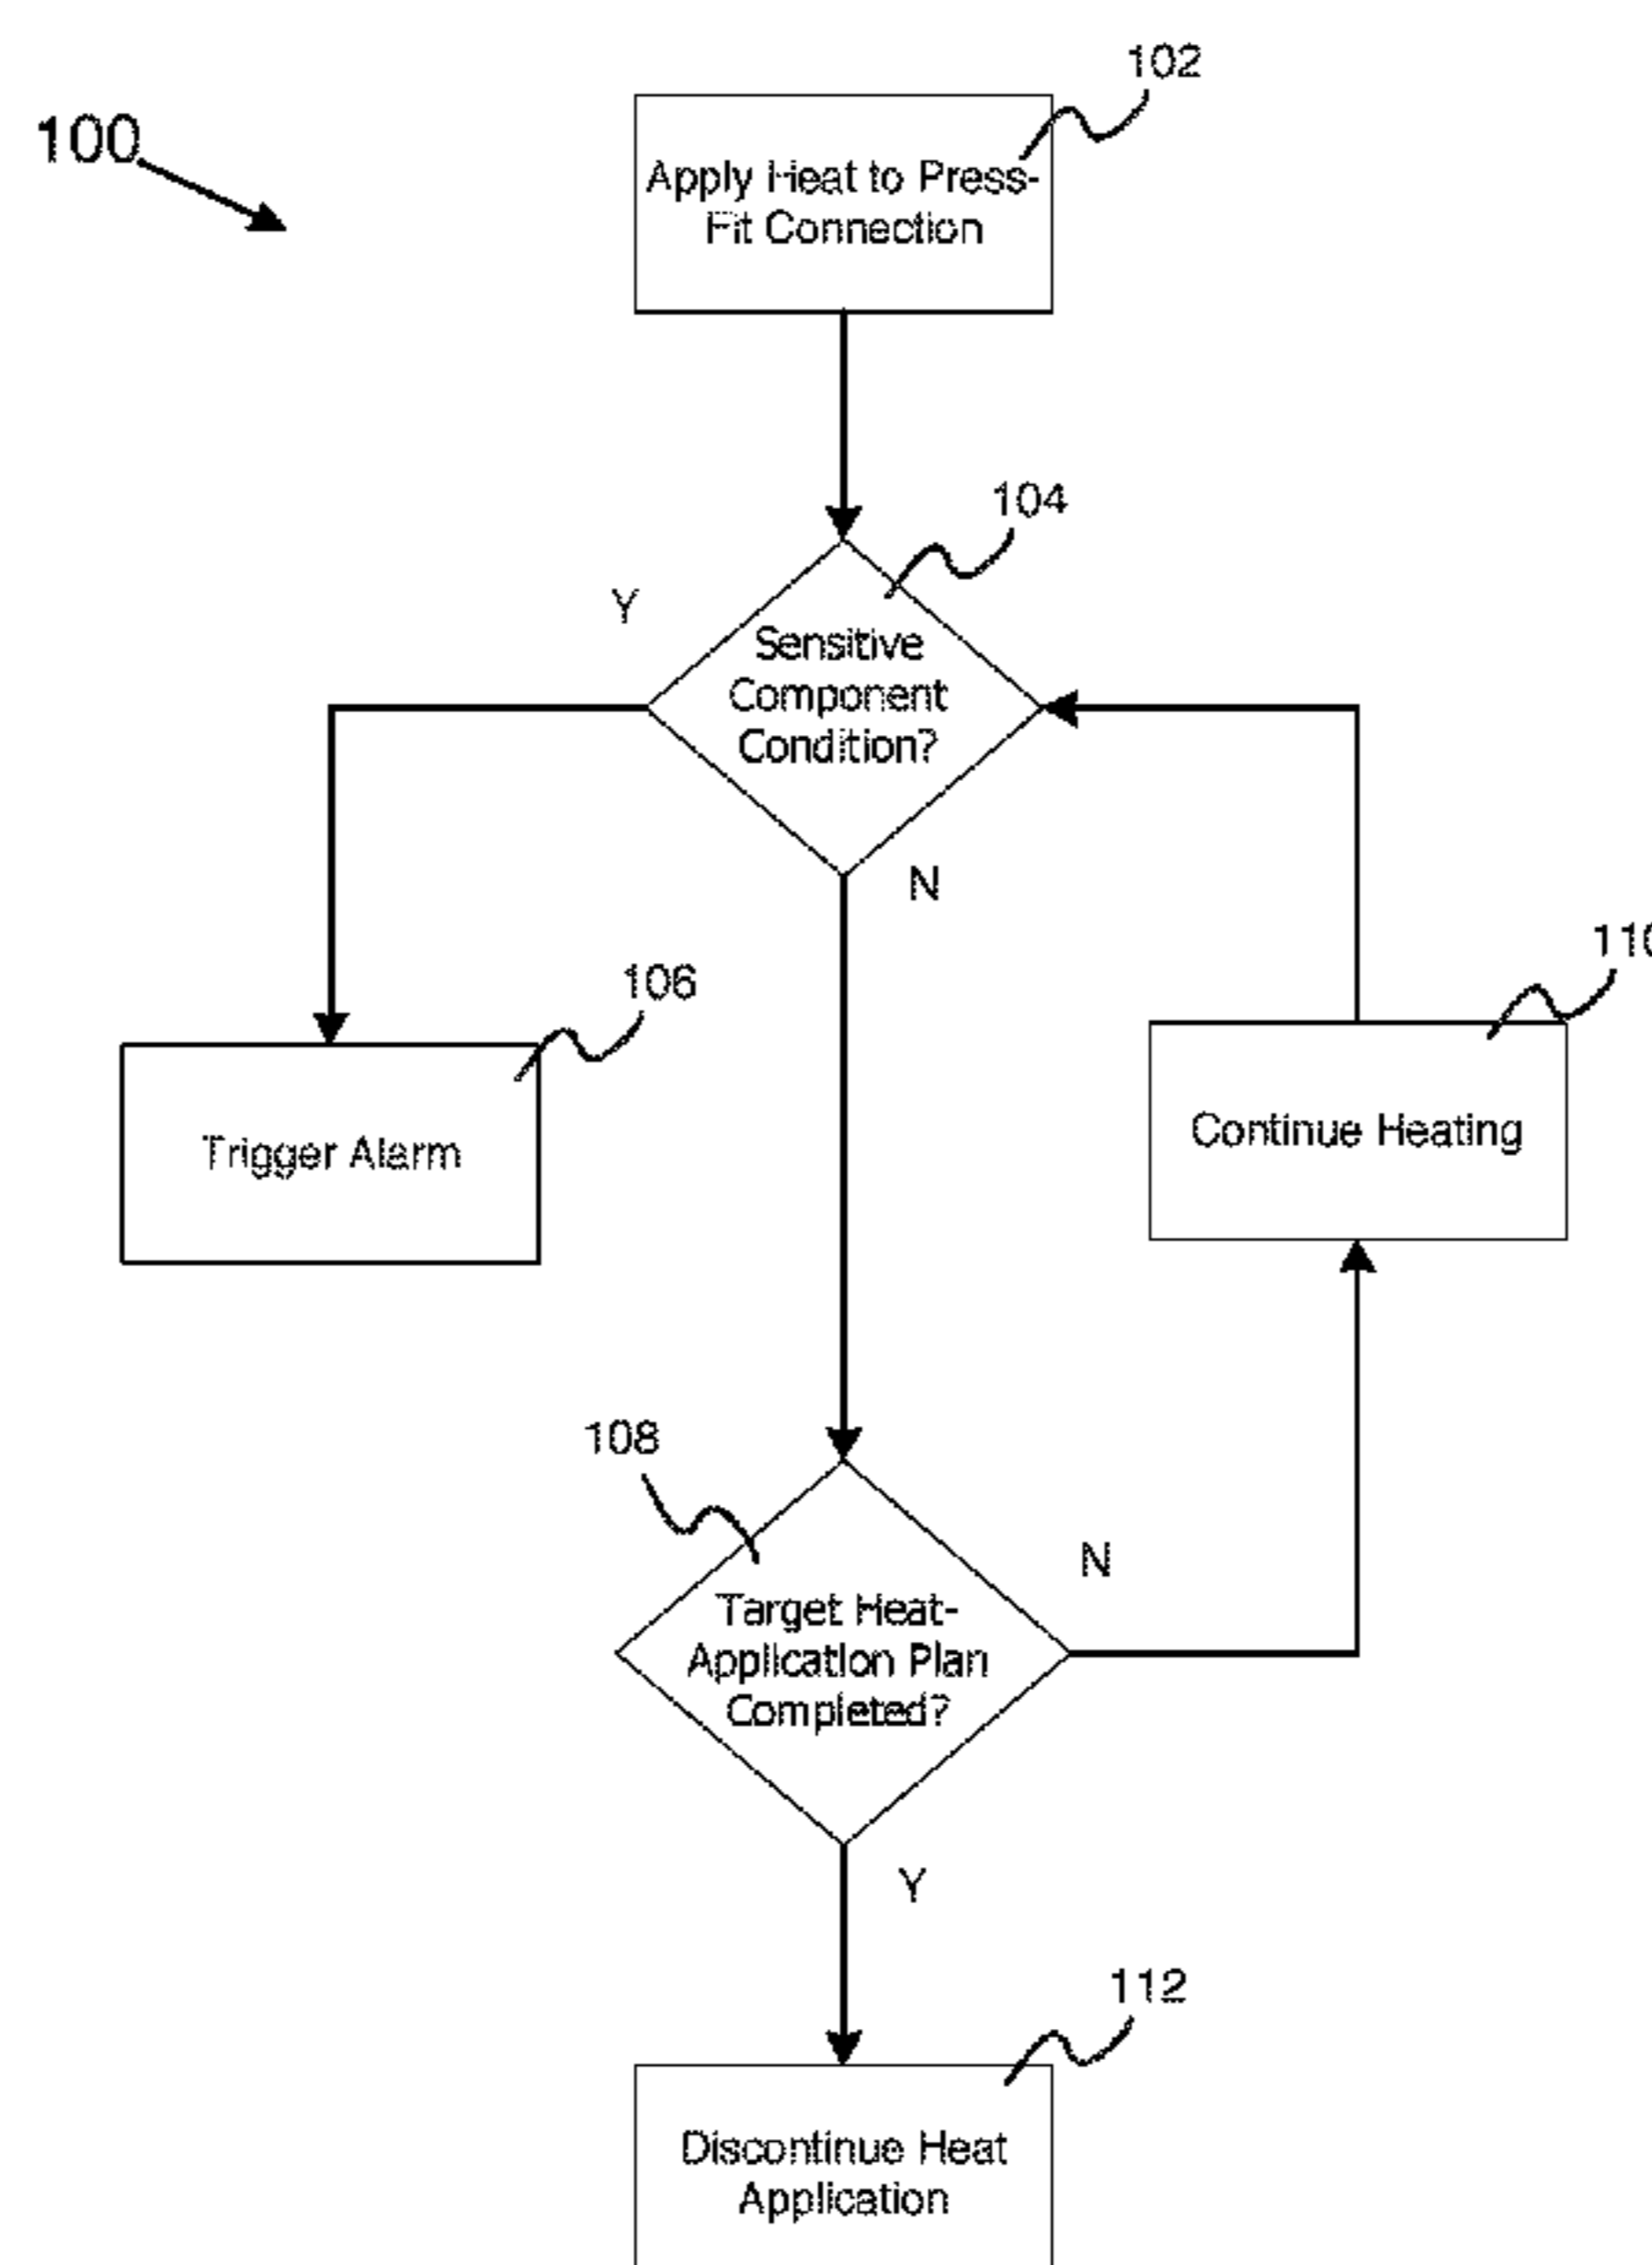 102
100
Apply Heat to Press-
Fit Connection
104
Y
Sensitive
Component
Condition?
N
110
106
Continue Heating
Trigger Alarm
108
N
Target Heat-
Application Plan
Completed?
Y
112
Discontinue Heat
Application